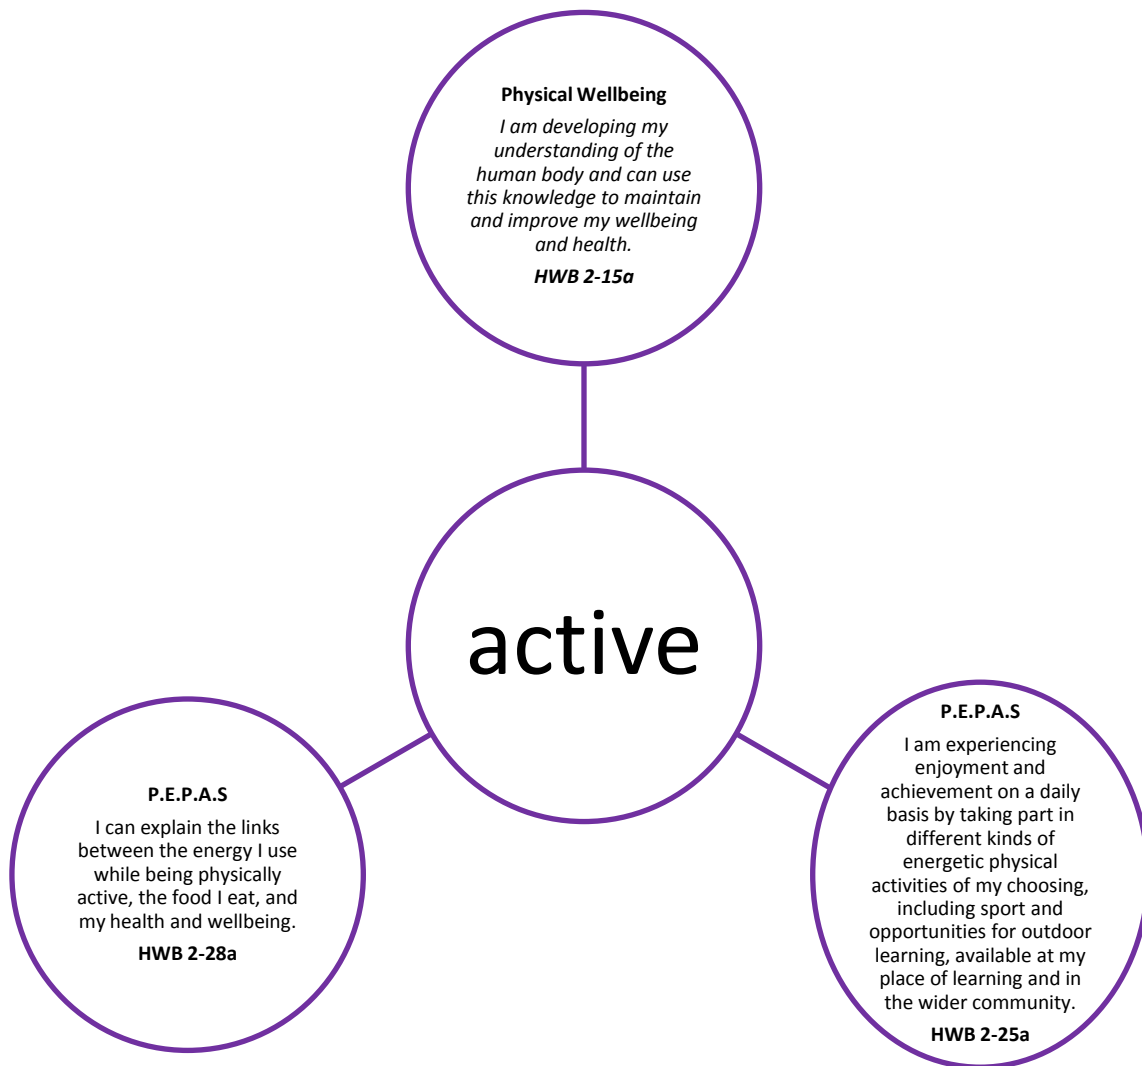 Physical Wellbeing
I am developing my
understanding of the
human body and can use
this knowledge to maintain
and improve my wellbeing
and health.
HWB 2-15a
active
P.E.P.A.S
I can explain the links
between the energy I use
while being physically
active, the food I eat, and
my health and wellbeing.
HWB 2-28a
P.E.P.A.S
I am experiencing
enjoyment and
achievement on a daily
basis by taking part in
different kinds of
energetic physical
activities of my choosing,
including sport and
opportunities for outdoor
learning, available at my
place of learning and in
the wider community.
HWB 2-25a